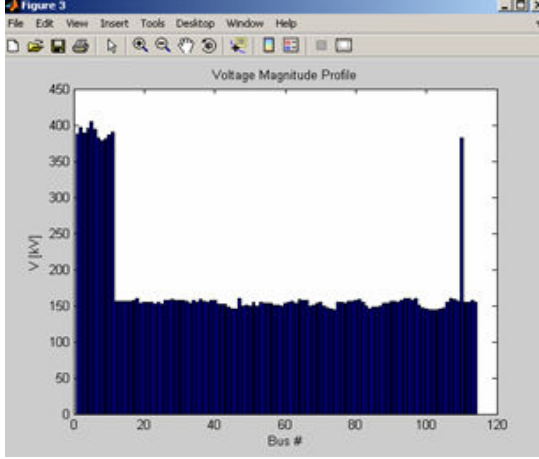 Figure 3
File Edit View Insert Tools Desktop Window Help
Voltage Magnitude Profile
450
400
350
300
250
200
150
100
50
0
V [kV]
0 20 40 60 80 100 120
Bus #